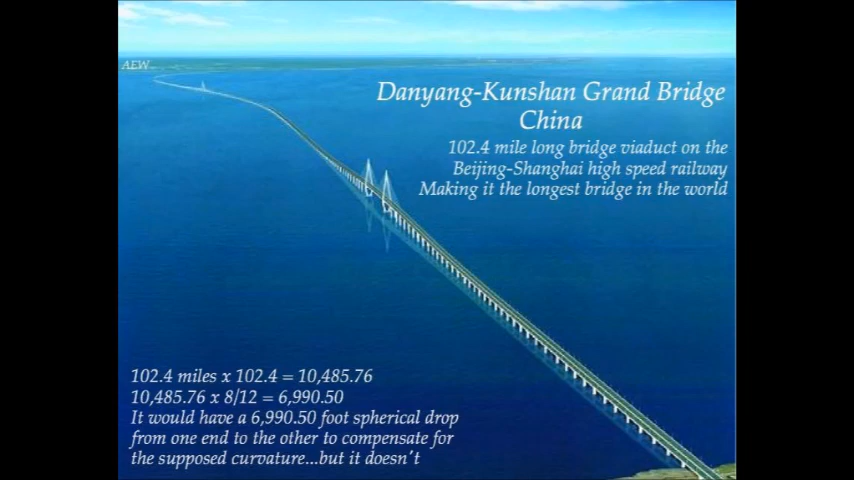 AEW
Danyang-Kunshan Grand Bridge
China
102.4 mile long bridge viaduct on the
Beijing-Shanghai high speed railway
Making it the longest bridge in the world
102.4 miles x 102.4 = 10,485.76
10,485.76 x 8/12 = 6,990.50
It would have a 6,990.50 foot spherical drop
from one end to the other to compensate for
the supposed curvature...but it doesn't